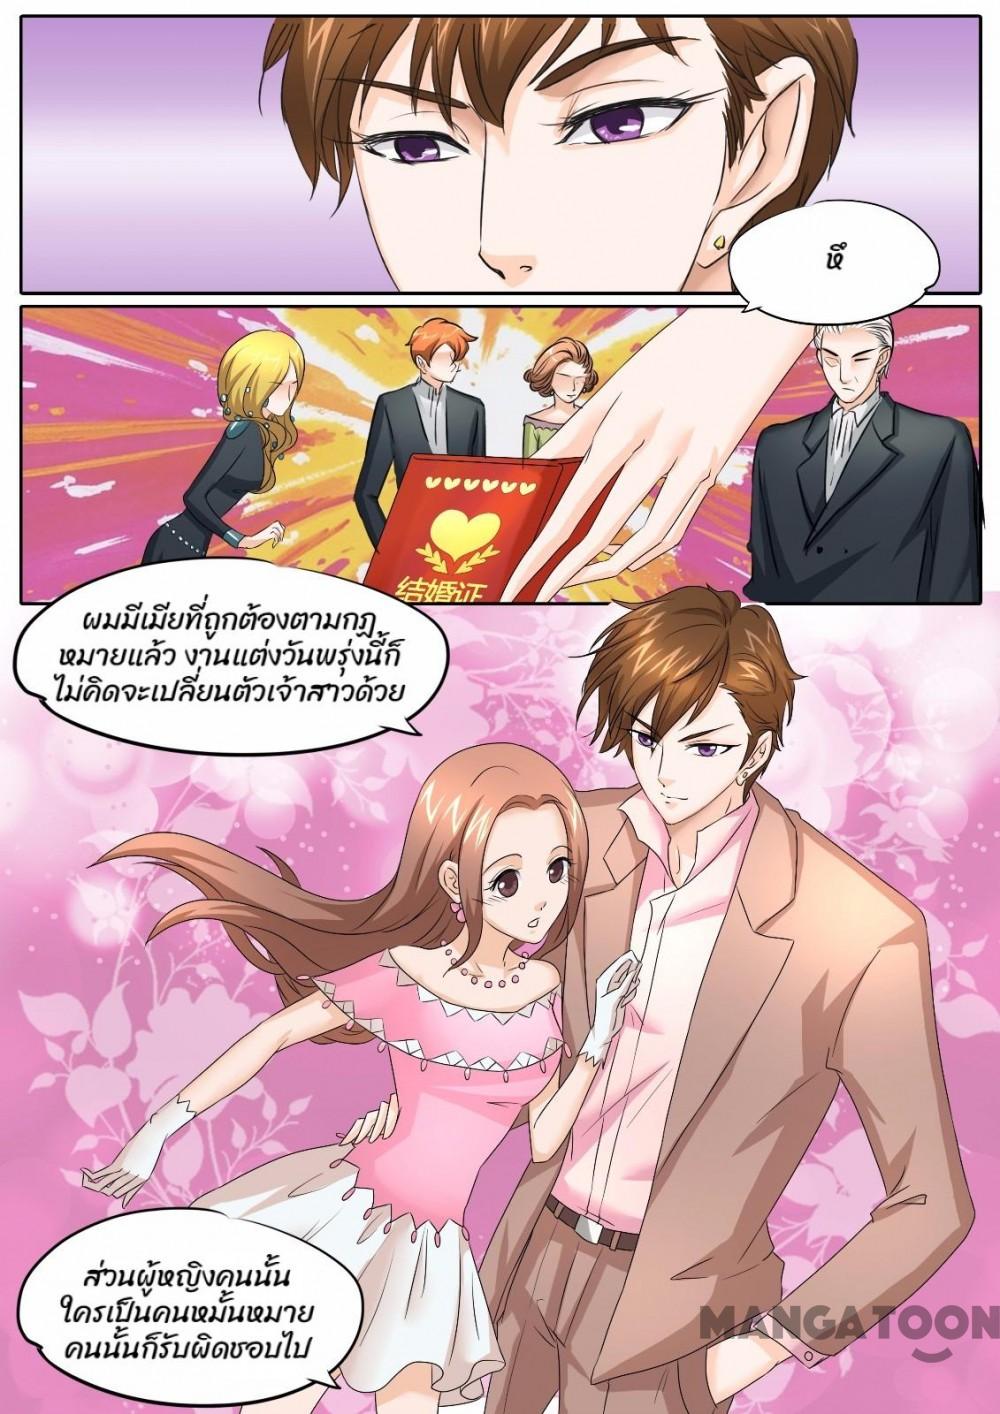 หึ
结婚证
ผมมีเมียที่ถูกต้องตามกฏ
หมายแล้ว งานแต่งวันพรุ่งนี้ก็
ไม่คิดจะเปลี่ยนตัวเจ้าสาวด้วย
ส่วนผู้หญิงคนนั้น
ใครเป็นคนหมั้นหมาย
คนนั้นก็รับผิดชอบไป
MANGATOON